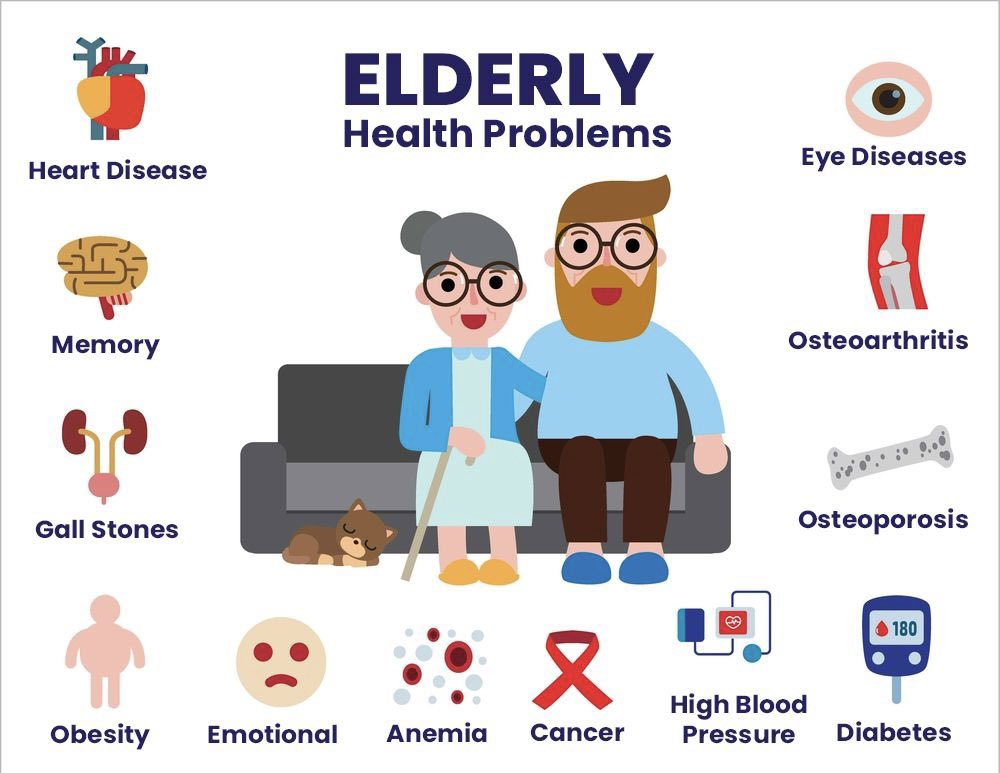 ELDERLY
Health Problems
Heart Disease
Eye Diseases
Memory
Osteoarthritis
Gall Stones
Osteoporosis
180
Obesity
Emotional
Anemia
Cancer
High Blood
Pressure
Diabetes